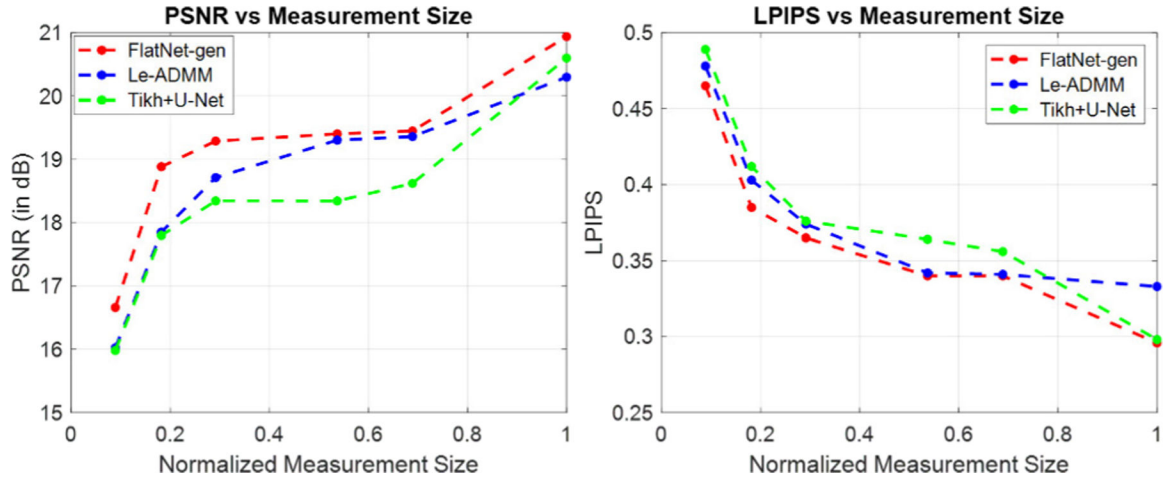 PSNR vs Measurement Size
21
20
19
18
17
16
15
PSNR (in dB)
FlatNet-gen
Le-ADMM
Tikh+U-Net
0 0.2 0.4 0.6 0.8 1
Normalized Measurement Size
LPIPS vs Measurement Size
0.5
0.45
0.4
0.35
0.3
0.25
LPIPS
FlatNet-gen
Le-ADMM
Tikh+U-Net
0 0.2 0.4 0.6 0.8 1
Normalized Measurement Size